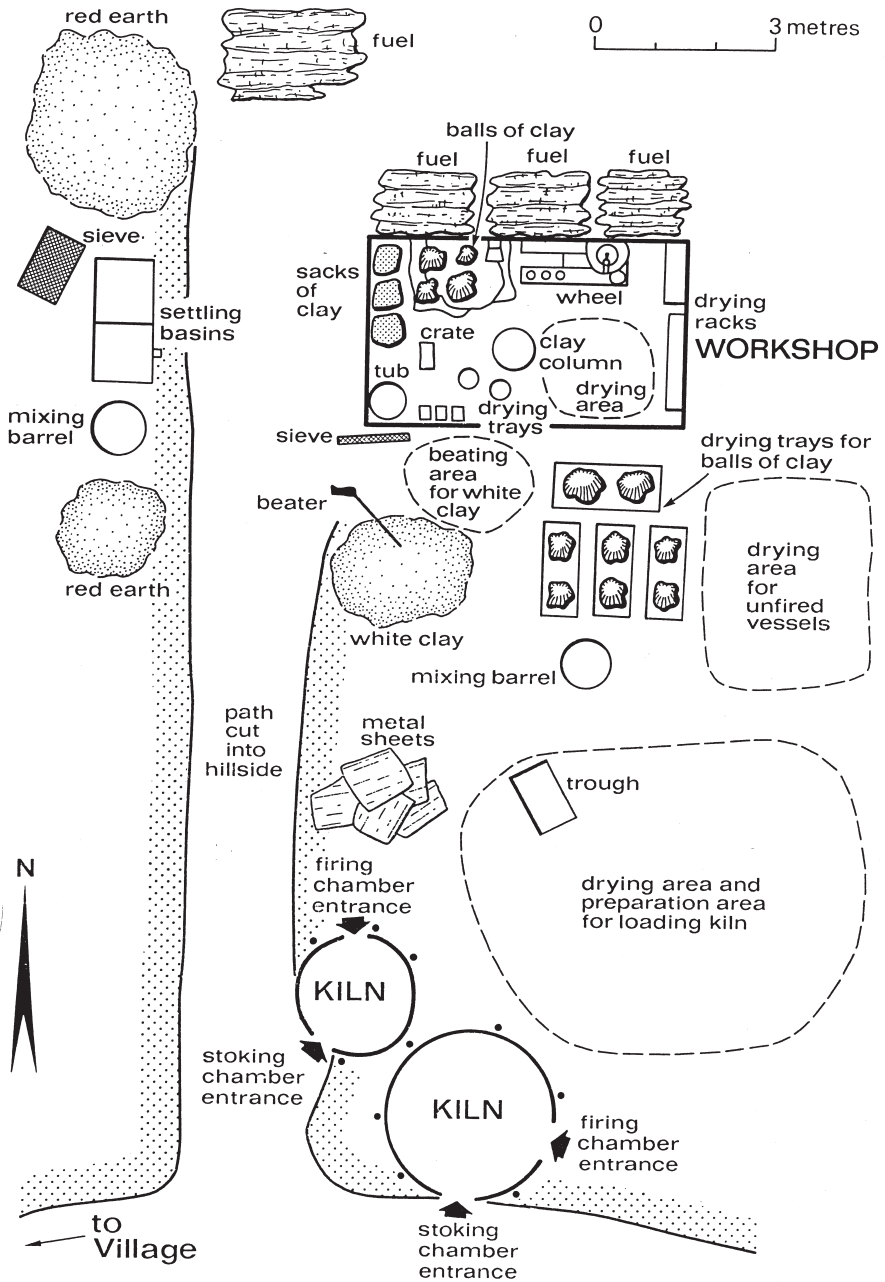 red earth
fuel
0 3 metres
balls of clay
fuel
fuel
fuel
sieve
sacks
of
clay
wheel
drying
racks
settling
basins
WORKSHOP
crate
clay
column
tub
drying
area
drying
trays
mixing
barrel
sieve
beating
area
for white
clay
drying trays for
balls of clay
beater
red earth
white clay
drying
area
for
unfired
vessels
mixing barrel
path
cut
into
hillside
metal
sheets
trough
N
firing
chamber
entrance
drying area and
preparation area
for loading kiln
KILN
stoking
chamber
entrance
KILN
firing
chamber
entrance
to
Village
stoking
chamber
entrance